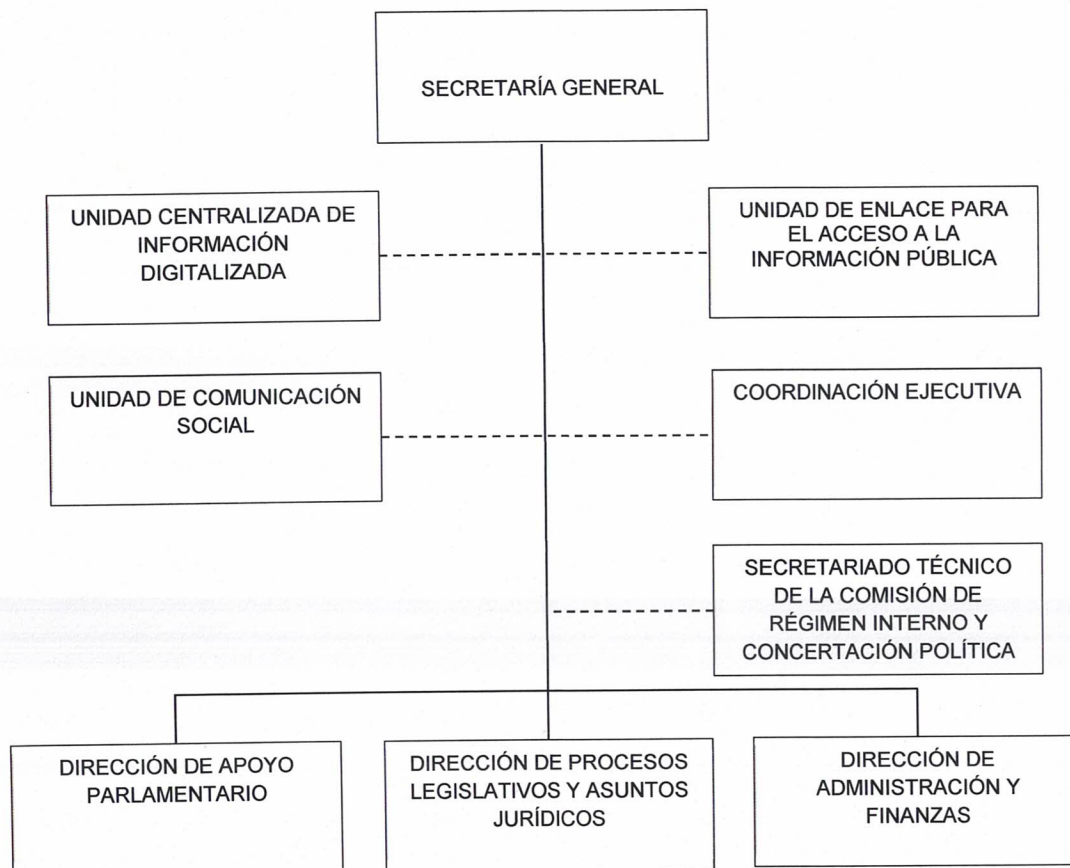 SECRETARÍA GENERAL
UNIDAD CENTRALIZADA DE
INFORMACIÓN
DIGITALIZADA
UNIDAD DE ENLACE PARA
EL ACCESO A LA
INFORMACIÓN PÚBLICA
UNIDAD DE COMUNICACIÓN
SOCIAL
COORDINACIÓN EJECUTIVA
SECRETARIADO TÉCNICO
DE LA COMISIÓN DE
RÉGIMEN INTERNO Y
CONCERTACIÓN POLÍTICA
DIRECCIÓN DE APOYO
PARLAMENTARIO
DIRECCIÓN DE PROCESOS
LEGISLATIVOS Y ASUNTOS
JURÍDICOS
DIRECCIÓN DE
ADMINISTRACIÓN Y
FINANZAS